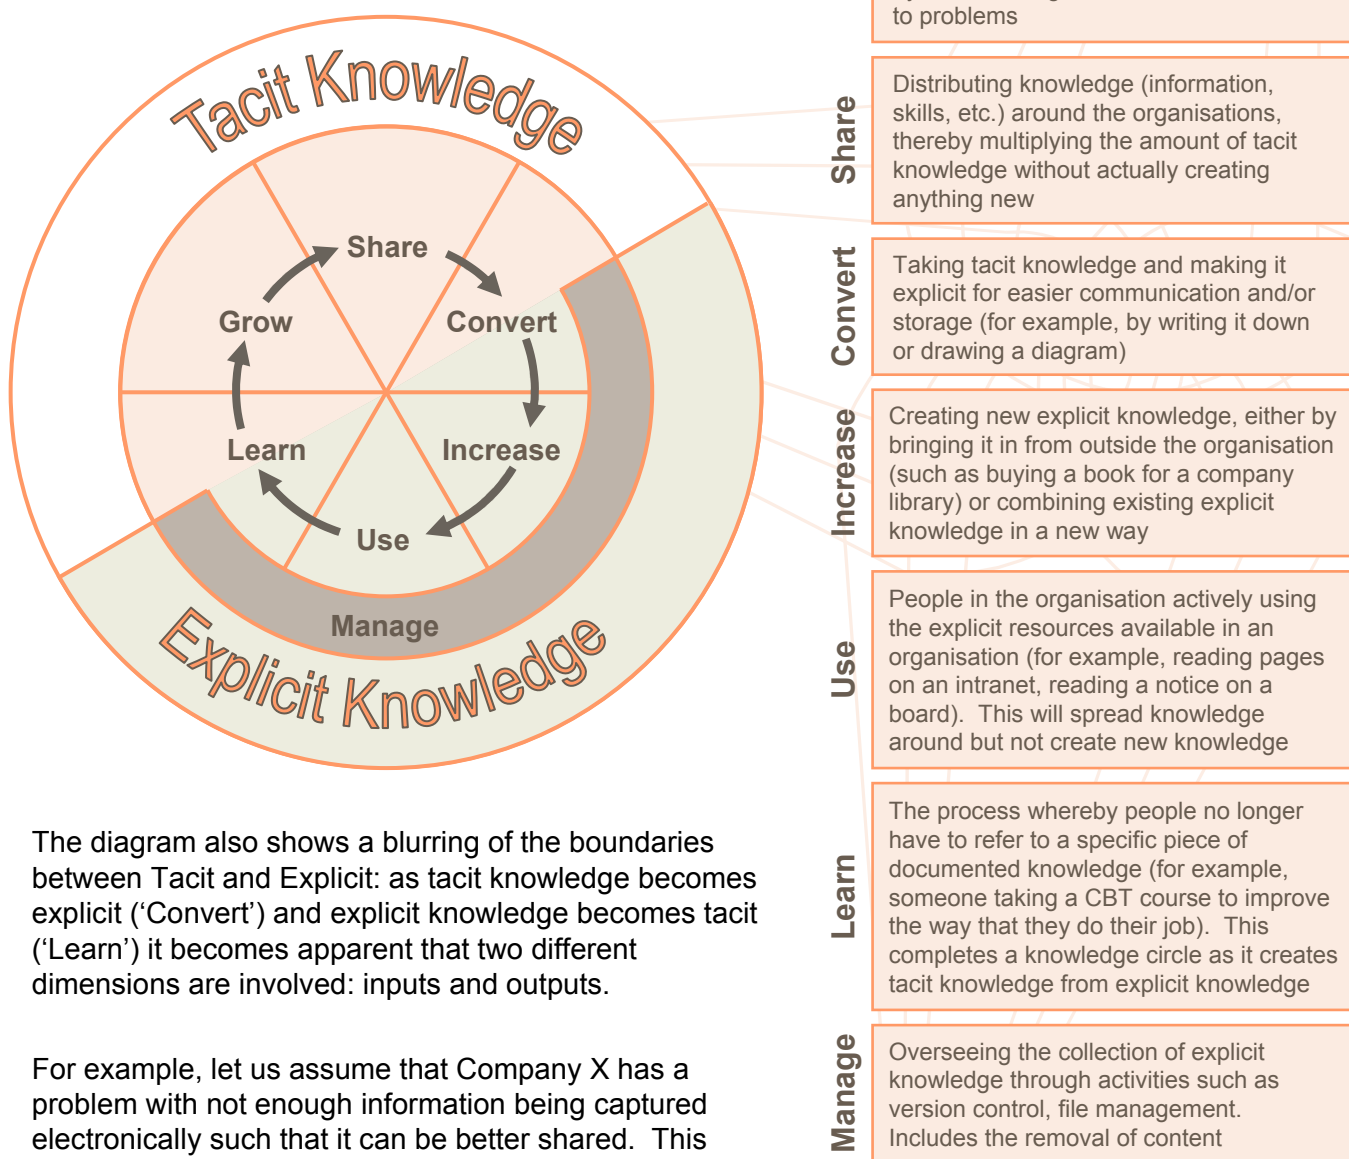 Tacit Knowledge
Share
Convert
Increase
Use
Learn
Grow
Manage
Explicit Knowledge
The diagram also shows a blurring of the boundaries
between Tacit and Explicit: as tacit knowledge becomes
explicit (‘Convert’) and explicit knowledge becomes tacit
(‘Learn’) it becomes apparent that two different
dimensions are involved: inputs and outputs.
For example, let us assume that Company X has a
problem with not enough information being captured
electronically such that it can be better shared.  This
to problems
Share
Distributing knowledge (information,
skills, etc.) around the organisations,
thereby multiplying the amount of tacit
knowledge without actually creating
anything new
Convert
Taking tacit knowledge and making it
explicit for easier communication and/or
storage (for example, by writing it down
or drawing a diagram)
Increase
Creating new explicit knowledge, either by
bringing it in from outside the organisation
(such as buying a book for a company
library) or combining existing explicit
knowledge in a new way
Use
People in the organisation actively using
the explicit resources available in an
organisation (for example, reading pages
on an intranet, reading a notice on a
board).  This will spread knowledge
around but not create new knowledge
Learn
The process whereby people no longer
have to refer to a specific piece of
documented knowledge (for example,
someone taking a CBT course to improve
the way that they do their job).  This
completes a knowledge circle as it creates
tacit knowledge from explicit knowledge
Manage
Overseeing the collection of explicit
knowledge through activities such as
version control, file management.
Includes the removal of content